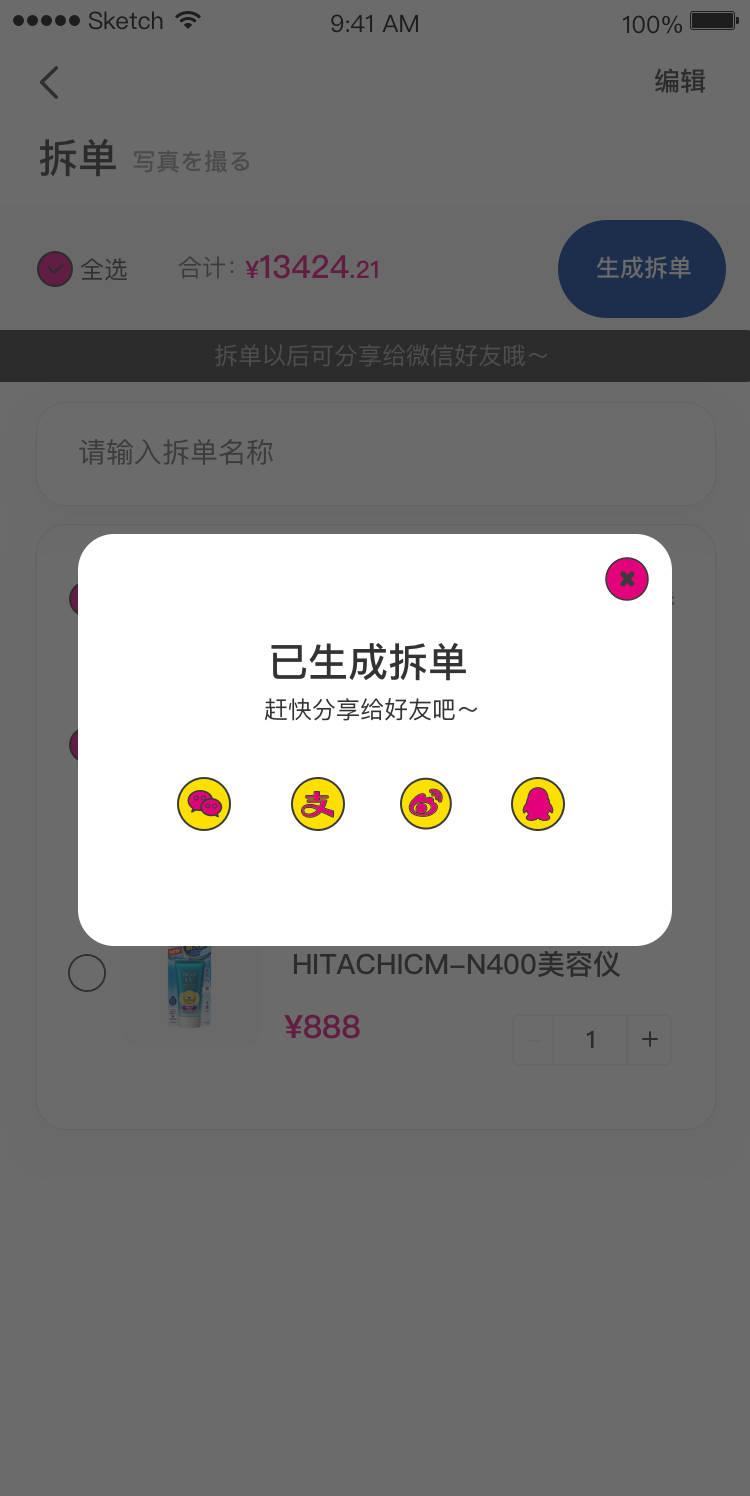 Sketch 9:41 AM 100%
编辑
拆单 写真を撮る
全选 合计：¥13424.21 生成拆单
拆单以后可分享给微信好友哦～
请输入拆单名称
已生成拆单
赶快分享给好友吧～
支
HITACHICM-N400美容仪
¥888
1